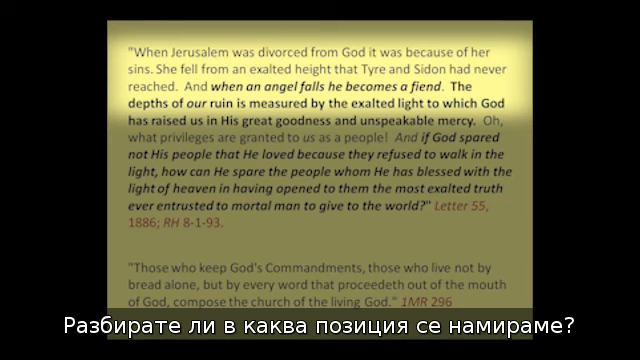 "When Jerusalem was divorced from God it was because of her
sins. She fell from an exalted height that Tyre and Sidon had never
reached. And when an angel falls he becomes a fiend. The
depths of our ruin is measured by the exalted light to which God
has raised us in His great goodness and unspeakable mercy. Oh,
what privileges are granted to us as a people! And if God spared
not His people that He loved because they refused to walk in the
light, how can He spare the people whom He has blessed with the
light of heaven in having opened to them the most exalted truth
ever entrusted to mortal man to give to the world?" Letter 55,
1886; RH 8-1-93.
"Those who keep God's Commandments, those who live not by
bread alone, but by every word that proceedeth out of the mouth
of God, compose the church of the living God." 1MR 296
Разбирате ли в каква позиция се намираме?